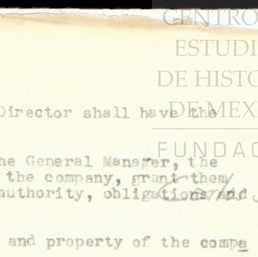 CENTRO
ESTUDI
DE HISTO
DE MEX
FUNDAC
Director shall have the
he General Manager, the
the company, grant them
authority, obligations and
and property of the compa